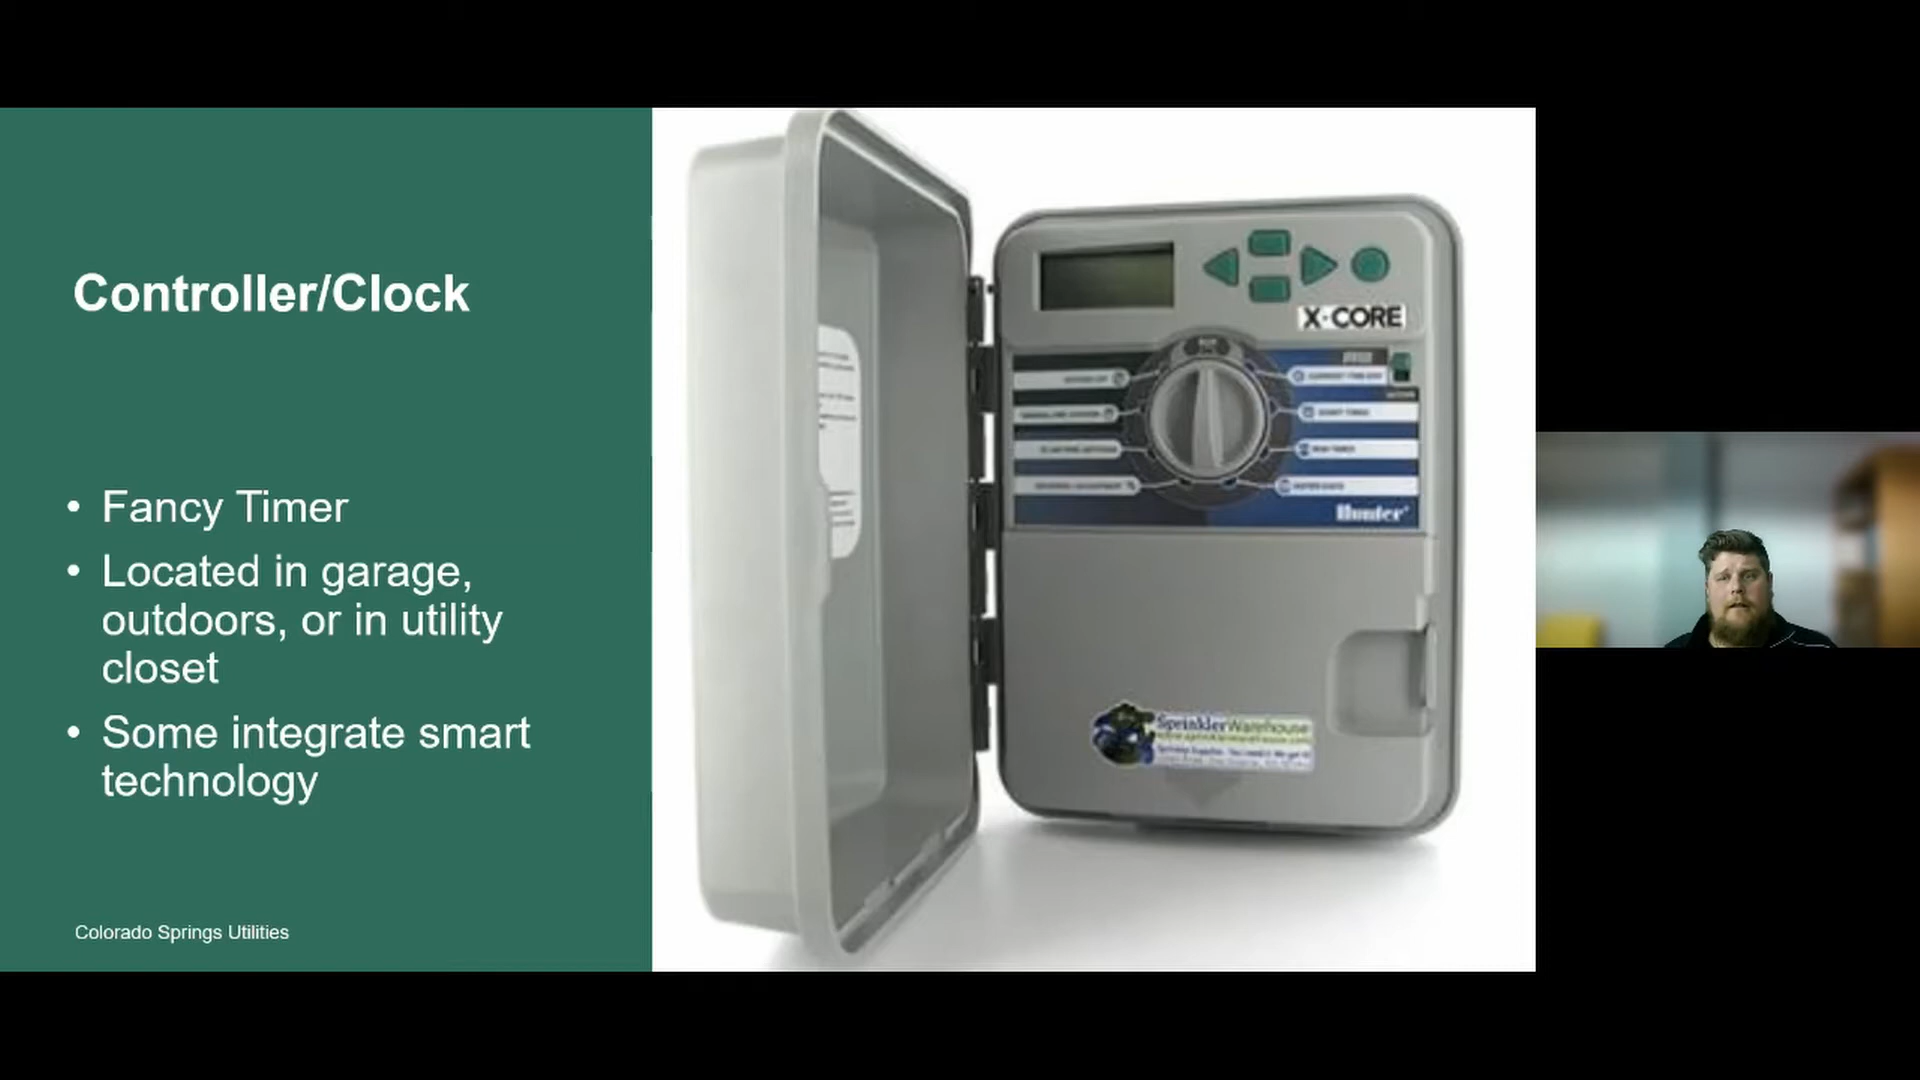 Controller/Clock
• Fancy Timer
• Located in garage,
outdoors, or in utility
closet
• Some integrate smart
technology
Colorado Springs Utilities
X-CORE
Hunter
SprinklerWarehouse